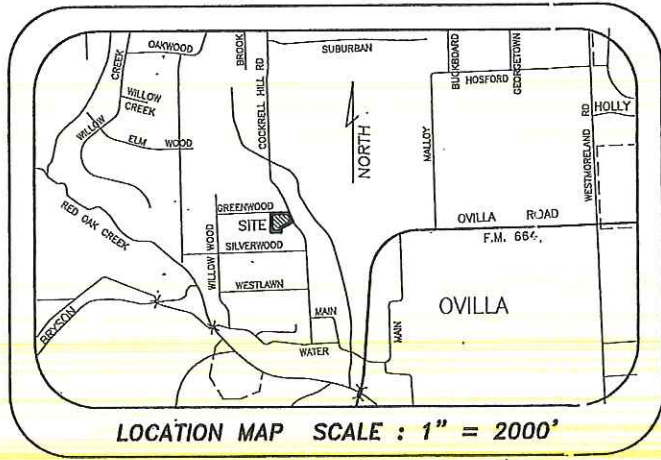 OAKWOOD
BROOK
SUBURBAN
CREEK
COCKRELL HILL RD
BUCKBOARD
GEORGETOWN
HOSFORD
WILLOW
CREEK
WILLOW
ELM WOOD
NORTH
MALLOY
WESTMORELAND RD
HOLLY
RED OAK CREEK
GREENWOOD
SITE
OVILLA ROAD
F.M. 664
WILLOW WOOD
SILVERWOOD
WESTLAWN
MAIN
MAIN
OVILLA
BRYSON
WATER
LOCATION MAP SCALE : 1" = 2000'